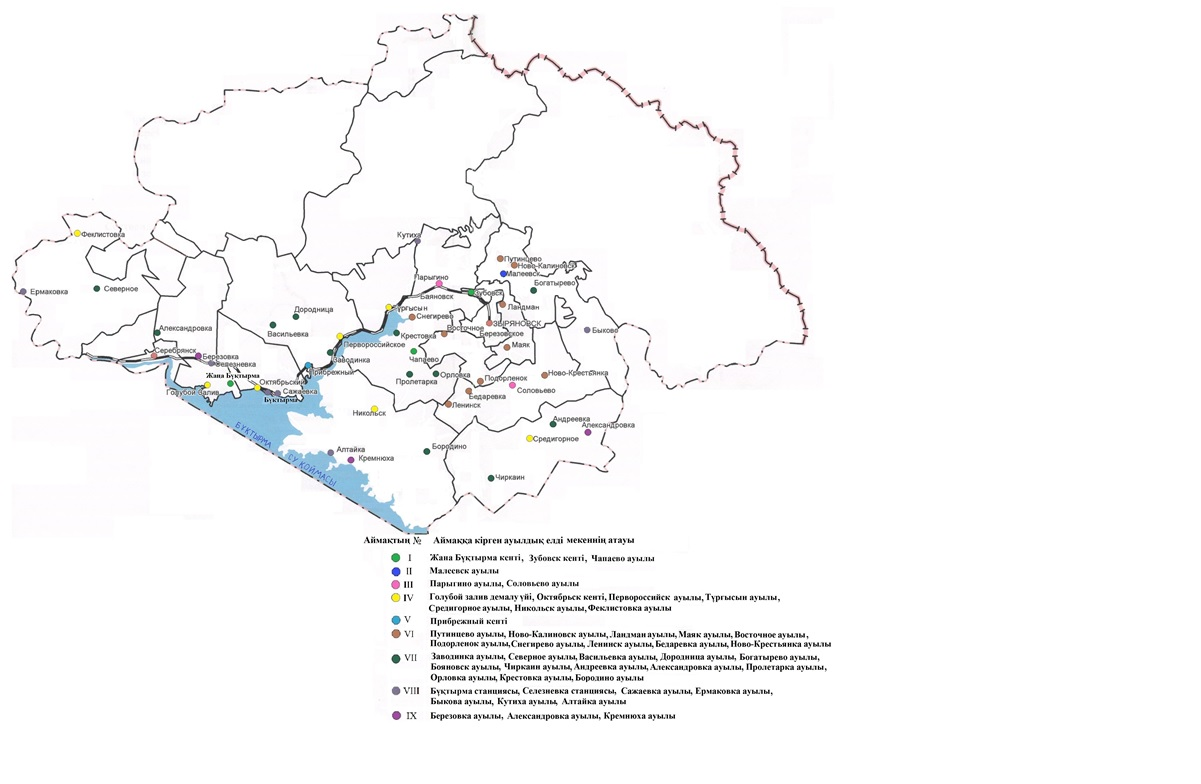 Феклистовка
Кутиха
Путинцево
Ново-Калиновск
Малеевск
Богатырево
Ермаковка
Северное
Парыгино
Баяновск
Зубовск
Ландман
Дородница
Васильевка
Александровка
Тургысын
Снегирево
Восточное
ЗЫРЯНОВСК
Березовское
Быково
Крестовка
Маяк
Первороссийское
Заводинка
Чапаево
Серебрянск
Березовка
Селезневка
Прибрежный
Жана Бұқтырма
Октябрьский
Пролетарка
Орловка
Подорленок
Ново-Крестьянка
Соловьево
Голубой Залив
Сажаевка
Бұқтырма
Бедаревка
Ленинск
Никольск
Андреевка
Александровка
Средигорное
БҰҚТЫРМА
СУ ҚОЙМАСЫ
Алтайка
Кремнюха
Бородино
Чиркаин
Аймақтың № Аймаққа кірген ауылдық елді мекеннің атауы
I Жана Бұқтырма кенті, Зубовск кенті, Чапаево ауылы
II Малеевск ауылы
III Парыгино ауылы, Соловьево ауылы
IV Голубой залив демалу үйі, Октябрьск кенті, Первороссийск ауылы, Түрғысын ауылы,
Средигорное ауылы, Никольск ауылы, Феклистовка ауылы
V Прибрежный кенті
VI Путинцево ауылы, Ново-Калиновск ауылы, Ландман ауылы, Маяк ауылы, Восточное ауылы,
Подорленок ауылы, Снегирево ауылы, Ленинск ауылы, Бедаревка ауылы, Ново-Крестьянка ауылы
VII Заводинка ауылы, Северное ауылы, Васильевка ауылы, Дородница ауылы, Богатырево ауылы,
Бояновск ауылы, Чиркаин ауылы, Андреевка ауылы, Александровка ауылы, Пролетарка ауылы,
Орловка ауылы, Крестовка ауылы, Бородино ауылы
VIII Бұқтырма станциясы, Селезневка станциясы, Сажаевка ауылы, Ермаковка ауылы,
Быкова ауылы, Кутиха ауылы, Алтайка ауылы
IX Березовка ауылы, Александровка ауылы, Кремнюха ауылы